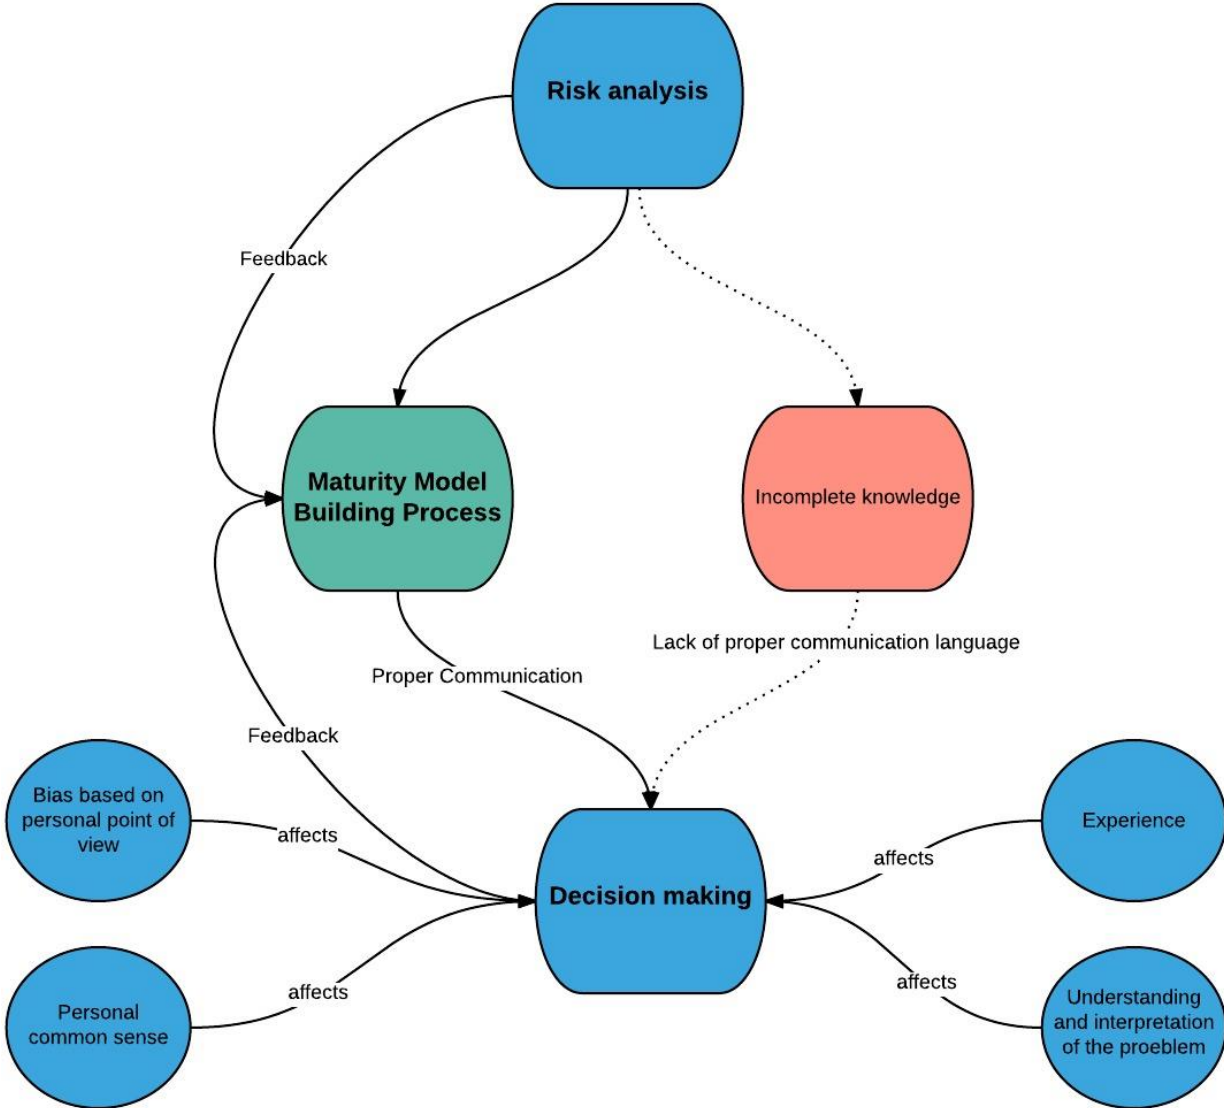 Risk analysis
Feedback
Maturity Model
Building Process
Incomplete knowledge
Lack of proper communication language
Proper Communication
Feedback
Bias based on
personal point of
view
affects
Experience
affects
Decision making
Personal
common sense
affects
affects
Understanding
and interpretation
of the proeblem